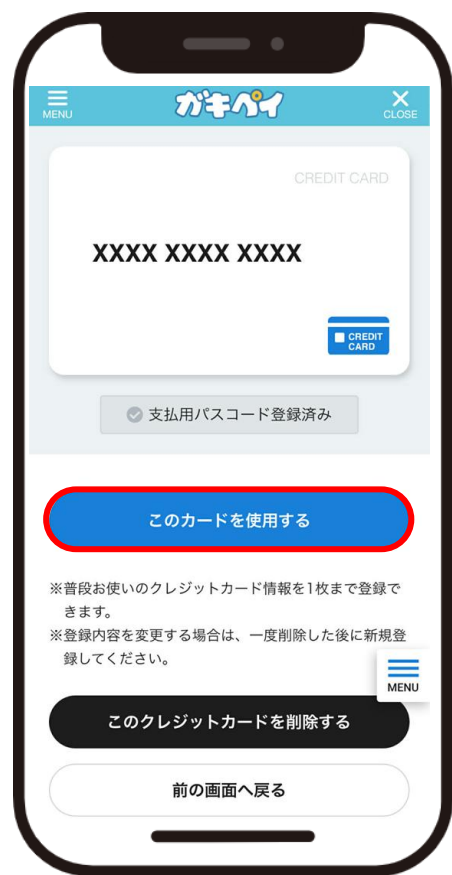 MENU
ガキペイ
CLOSE
CREDIT CARD
XXXX XXXX XXXX
CREDIT
CARD
支払用パスコード登録済み
このカードを使用する
※普段お使いのクレジットカード情報を1枚まで登録で
きます。
※登録内容を変更する場合は、一度削除した後に新規登
録してください。
MENU
このクレジットカードを削除する
前の画面へ戻る